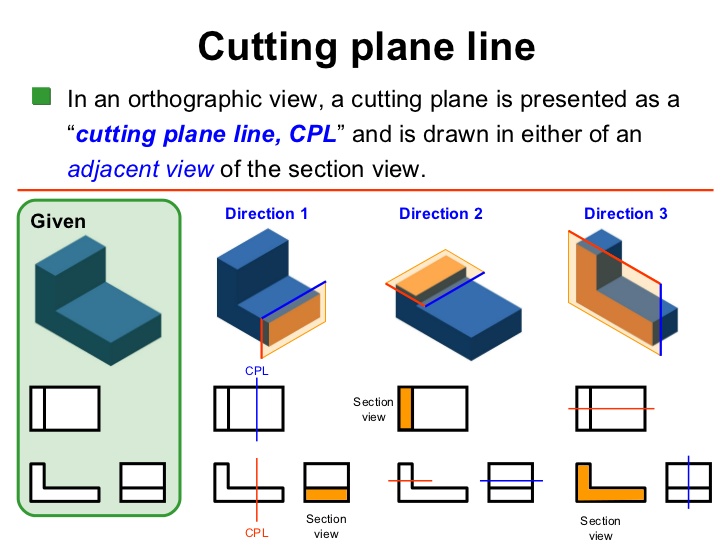 Cutting plane line
In an orthographic view, a cutting plane is presented as a
“cutting plane line, CPL” and is drawn in either of an
adjacent view of the section view.
Given
Direction 1
Direction 2
Direction 3
CPL
Section
view
CPL
Section
view
Section
view